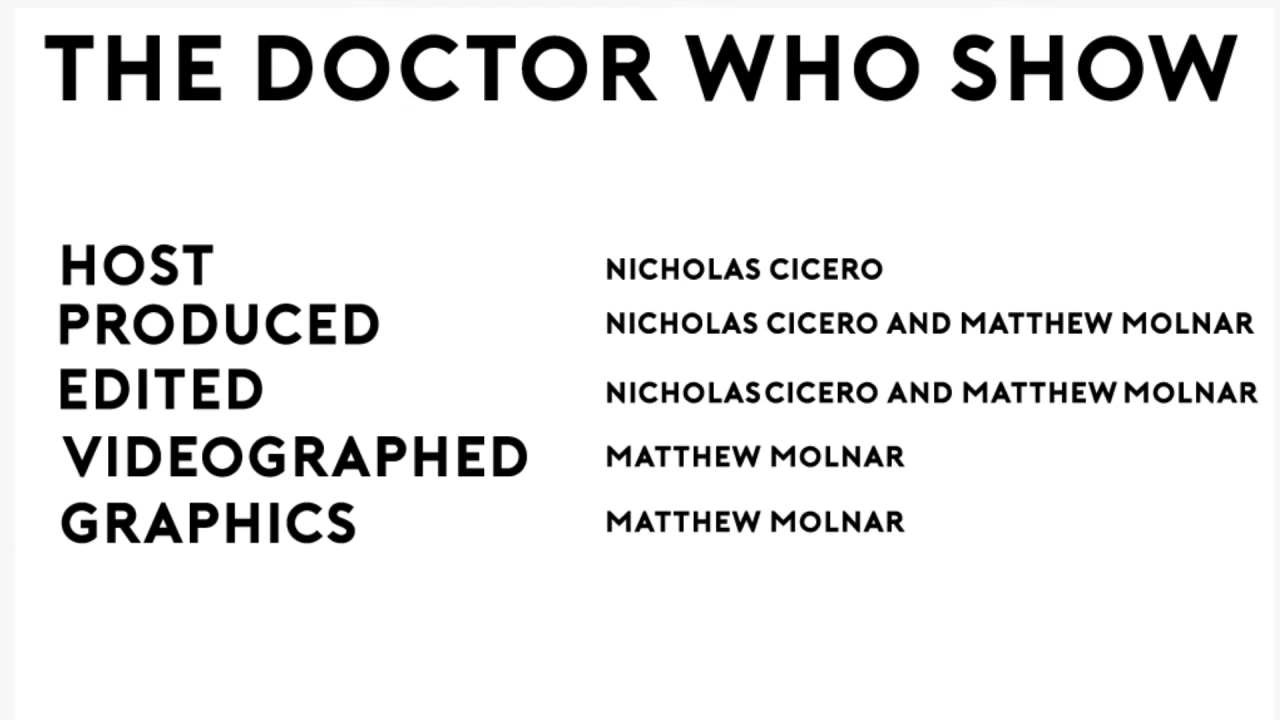 THE DOCTOR WHO SHOW
HOST NICHOLAS CICERO
PRODUCED NICHOLAS CICERO AND MATTHEW MOLNAR
EDITED NICHOLAS CICERO AND MATTHEW MOLNAR
VIDEOGRAPHED MATTHEW MOLNAR
GRAPHICS MATTHEW MOLNAR